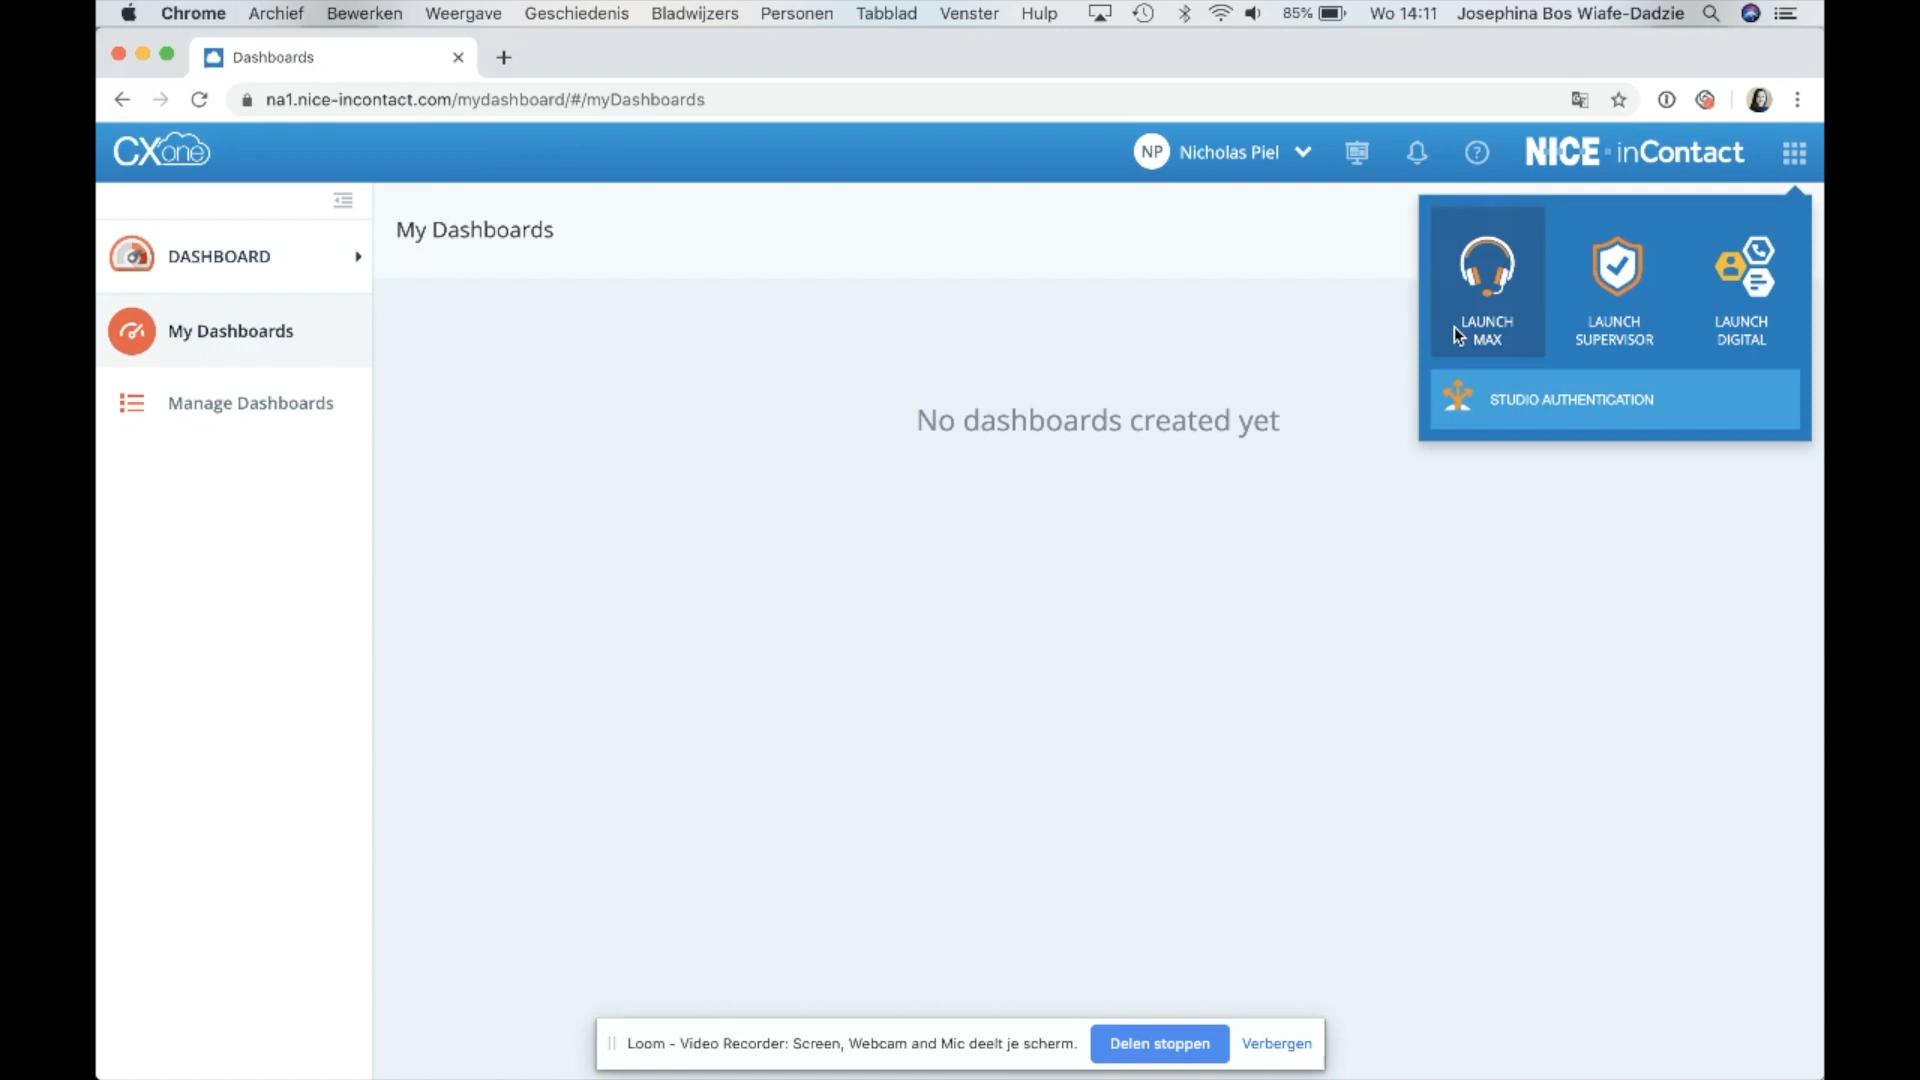 Chrome Archief Bewerken Weergave Geschiedenis Bladwijzers Personen Tabblad Venster Hulp 85% Wo 14:11 Josephina Bos Wiafe-Dadzie
Dashboards
na1.nice-incontact.com/mydashboard/#/myDashboards
CXone NP Nicholas Piel NICE inContact
DASHBOARD
My Dashboards
Manage Dashboards
My Dashboards
No dashboards created yet
LAUNCH
MAX
LAUNCH
SUPERVISOR
LAUNCH
DIGITAL
STUDIO AUTHENTICATION
Loom - Video Recorder: Screen, Webcam and Mic deelt je scherm. Delen stoppen Verbergen